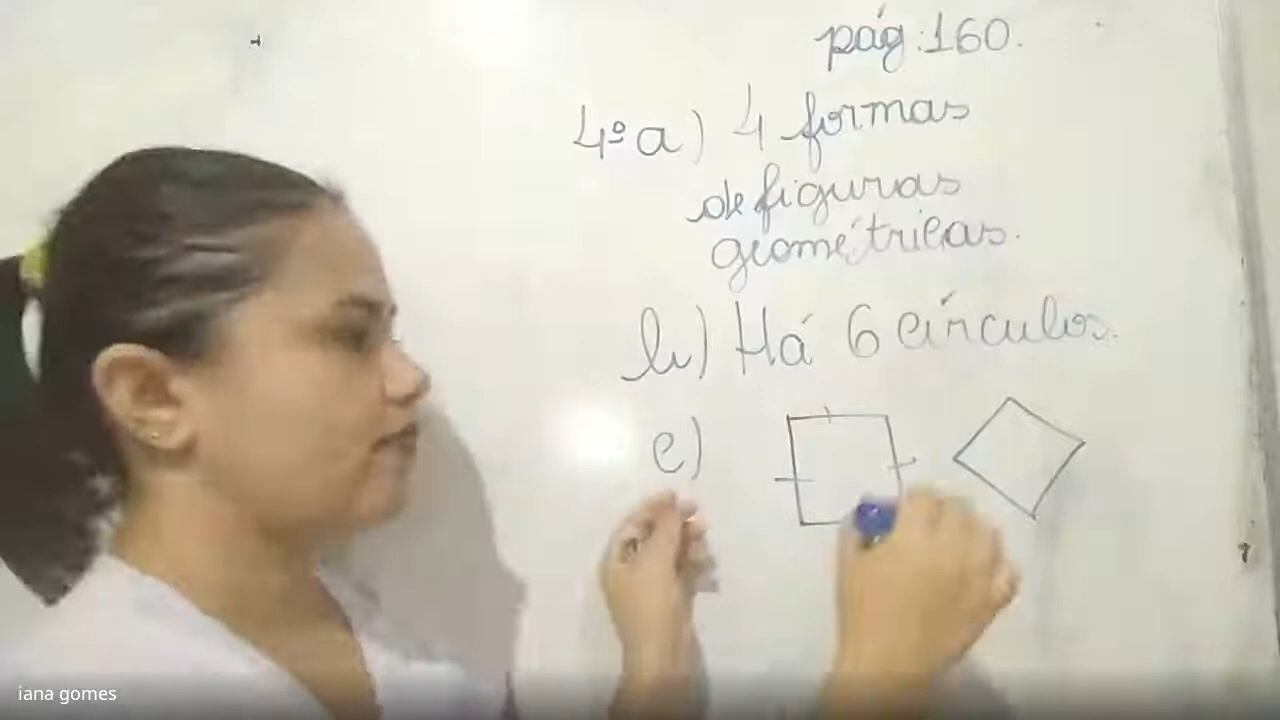 pág:160.
4º a) 4 formas
de figuras
geométricas.
b) Há 6 círculos.
c)
iana gomes